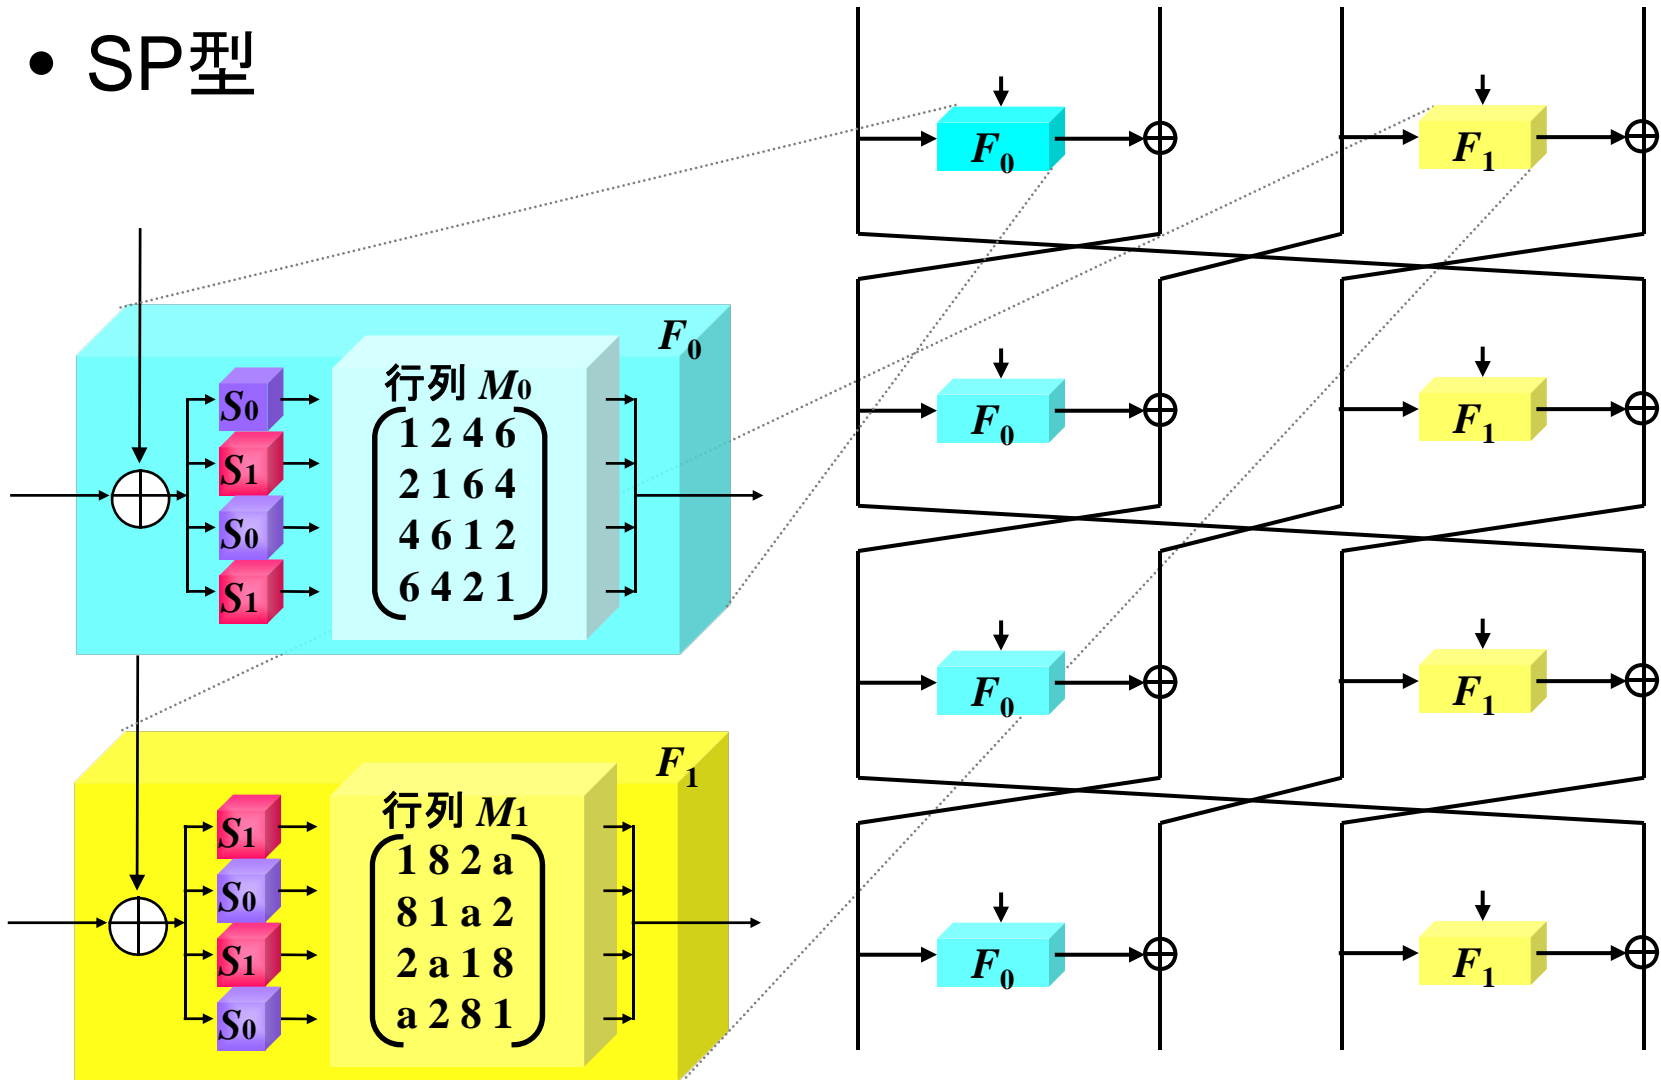 • SP型
F0 F1
F0
S0
S1
S0
S1
行列 M0
1 2 4 6
2 1 6 4
4 6 1 2
6 4 2 1
F0 F1
F0 F1
F1
S1
S0
S1
S0
行列 M1
1 8 2 a
8 1 a 2
2 a 1 8
a 2 8 1
F0 F1